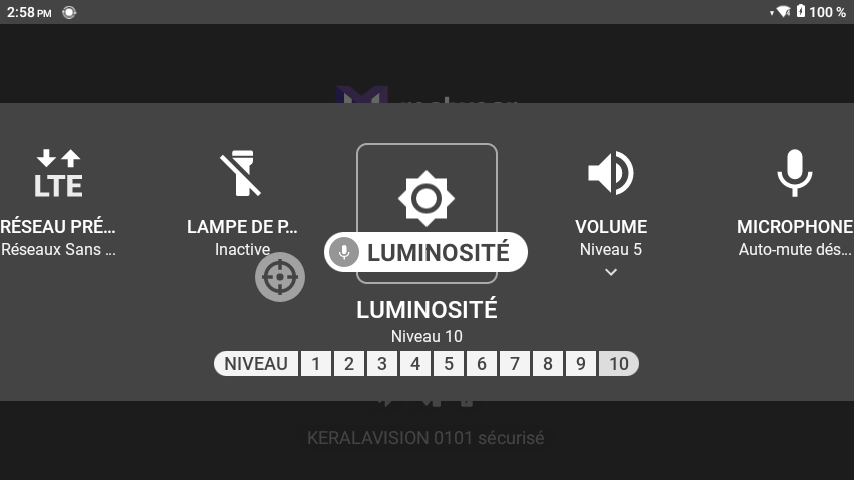 2:58 PM
100 %
LTE
RÉSEAU PRÉ...
Réseaux Sans ...
LAMPE DE P...
Inactive
LUMINOSITÉ
LUMINOSITÉ
Niveau 10
VOLUME
Niveau 5
MICROPHONE
Auto-mute dés...
NIVEAU 1 2 3 4 5 6 7 8 9 10
KERALAVISION 0101 sécurisé